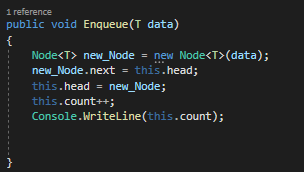 1 reference
public void Enqueue(T data)
{
Node<T> new_Node = new Node<T>(data);
new_Node.next = this.head;
this.head = new_Node;
this.count++;
Console.WriteLine(this.count);
}